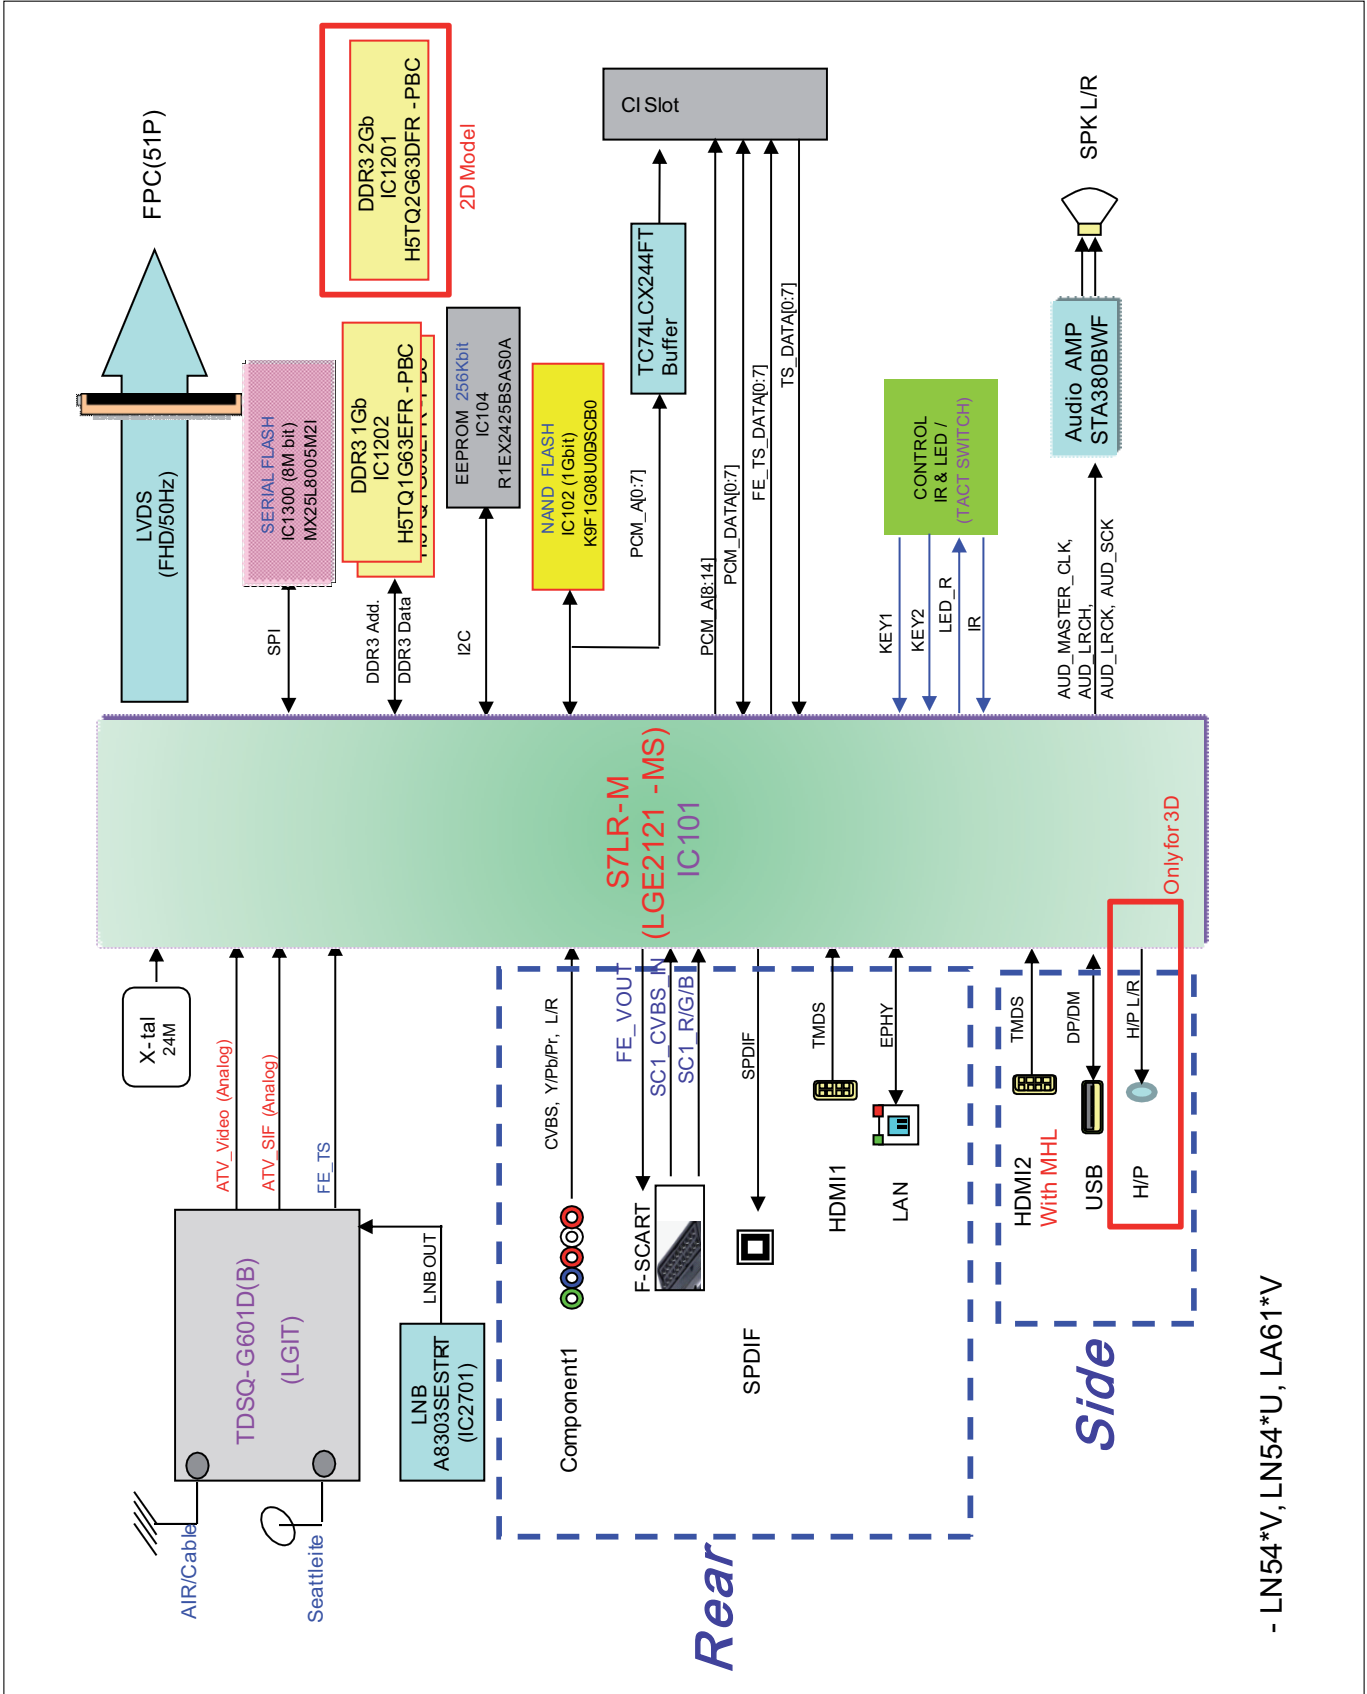 - LN54*V, LN54*U, LA61*V
AIR/Cable
Seattleite
TDSQ-G601D(B)
(LGIT)
LNB
A8303SESTRT
(IC2701)
LNB OUT
X-tal
24M
ATV_Video (Analog)
ATV_SIF (Analog)
FE_TS
Rear
Component1
CVBS, Y/Pb/Pr, L/R
F-SCART
FE_VOUT
SC1_CVBS_IN
SC1_R/G/B
SPDIF
SPDIF
HDMI1
TMDS
LAN
EPHY
Side
HDMI2
With MHL
TMDS
USB
DP/DM
H/P
H/P L/R
Only for 3D
S7LR-M
(LGE2121 -MS)
IC101
LVDS
(FHD/50Hz)
FPC(51P)
SPI
SERIAL FLASH
IC1300 (8M bit)
MX25L8005M2I
DDR3 Add.
DDR3 Data
DDR3 1Gb
IC1202
H5TQ1G63EFR -PBC
DDR3 2Gb
IC1201
H5TQ2G63DFR -PBC
2D Model
I2C
EEPROM 256Kbit
IC104
R1EX2425BSAS0A
NAND FLASH
IC102 (1Gbit)
K9F1G08U0DSCB0
PCM_A[0:7]
TC74LCX244FT
Buffer
CI Slot
PCM_A[8:14]
PCM_DATA[0:7]
FE_TS_DATA[0:7]
TS_DATA[0:7]
KEY1
KEY2
LED_R
IR
CONTROL
IR & LED /
(TACT SWITCH)
AUD_MASTER_CLK,
AUD_LRCH,
AUD_LRCK, AUD_SCK
Audio AMP
STA380BWF
SPK L/R